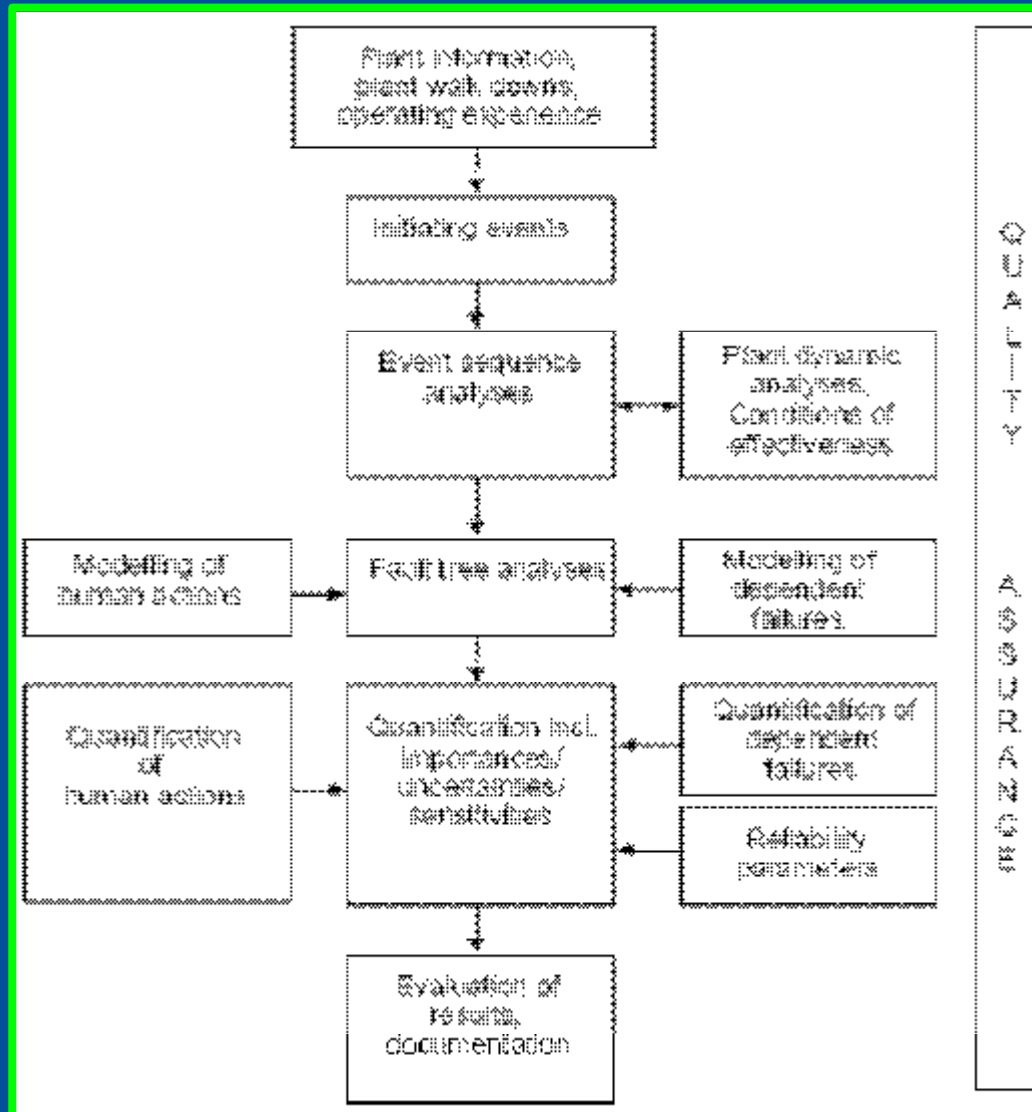 Plant information,
plant walk downs,
operating experience
Initiating events
Event sequence
analyses
Plant dynamic
analyses,
Conditions of
effectiveness
Modelling of
human actions
Fault tree analyses
Modelling of
dependent
failures
Quantification
of
human actions
Quantification incl.
importances/
uncertainties/
sensitivities
Quantification of
dependent
failures
Reliability
parameters
Evaluation of
results,
documentation
QUALITY ASSURANCE